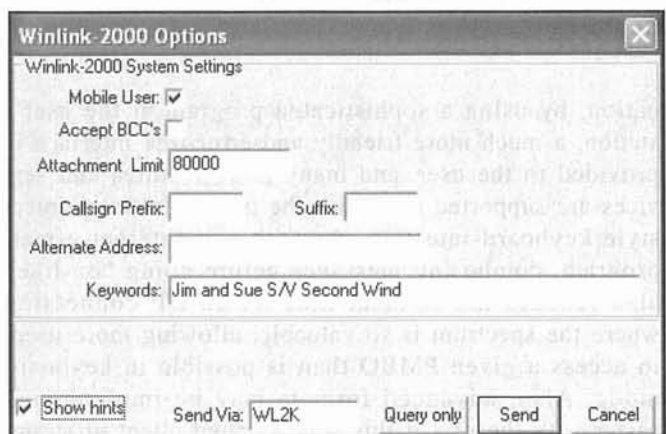 Winlink-2000 Options
Winlink-2000 System Settings
Mobile User:
Accept BCC's
Attachment Limit 80000
Callsign Prefix: Suffix:
Alternate Address:
Keywords: Jim and Sue S/V Second Wind
Show hints Send Via: WL2K Query only Send Cancel